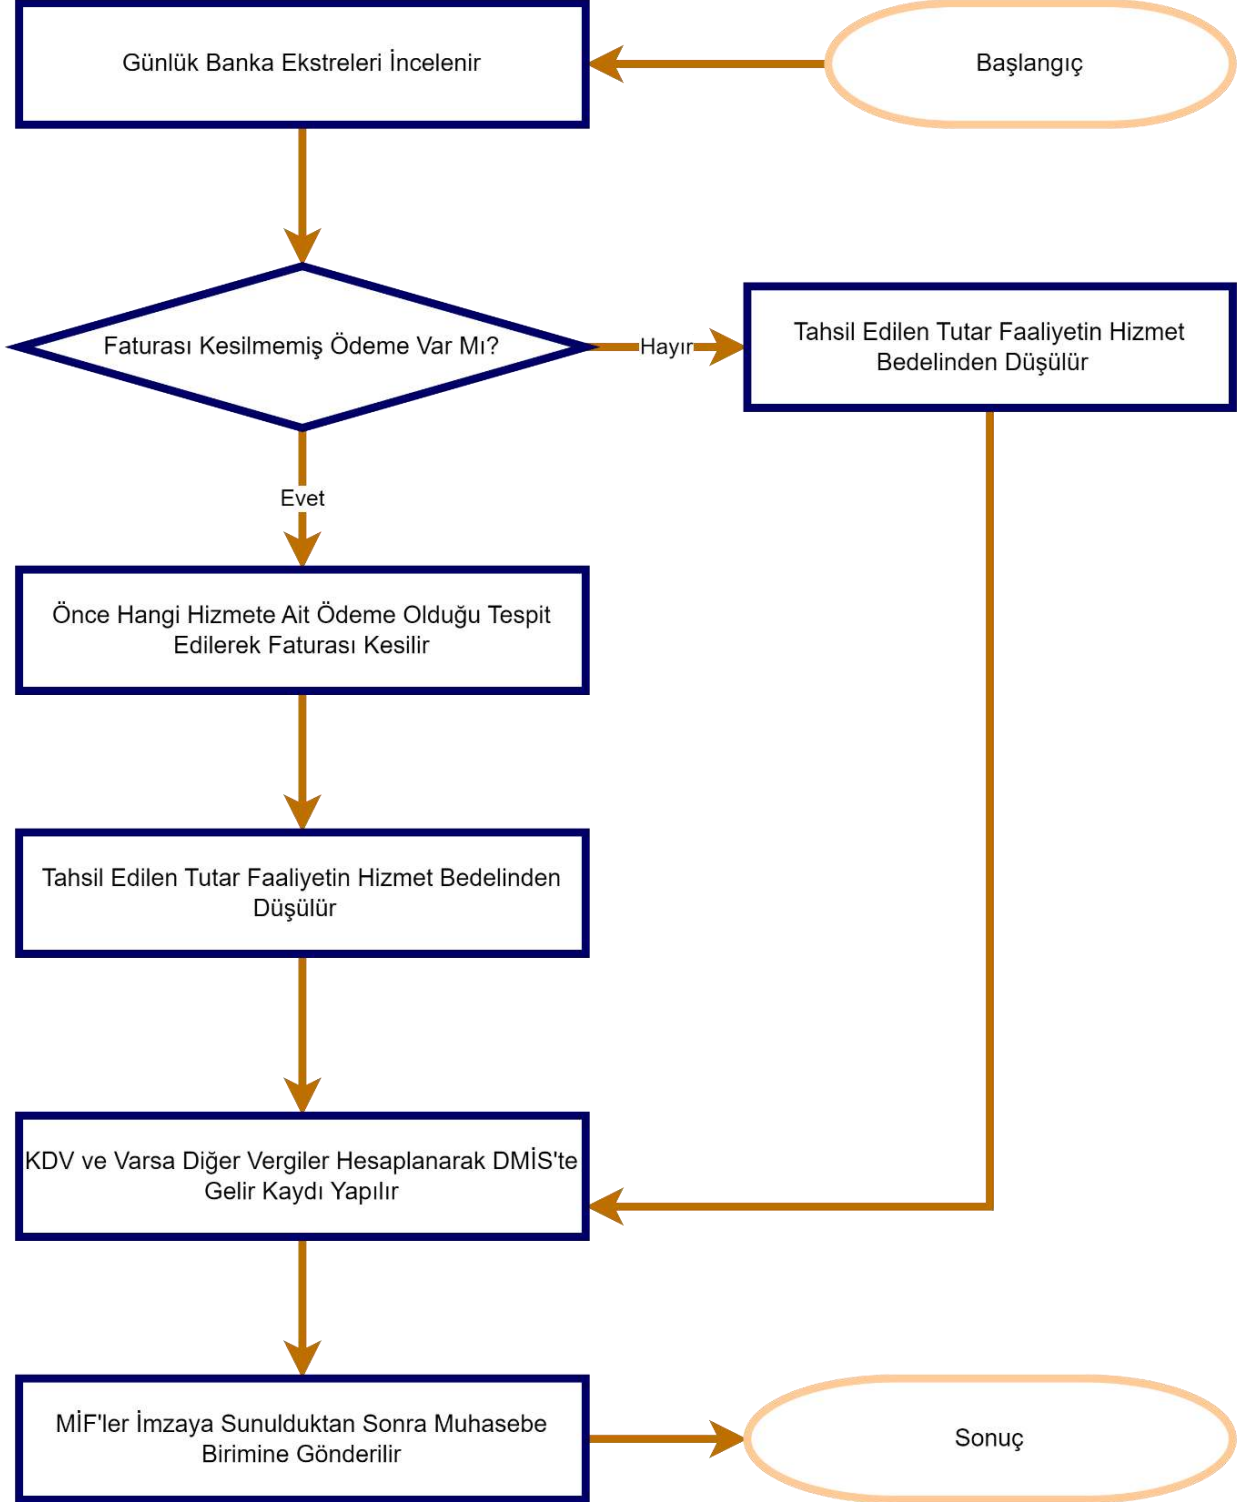 Günlük Banka Ekstreleri İncelenir
Başlangıç
Faturası Kesilmemiş Ödeme Var Mı?
Hayır
Tahsil Edilen Tutar Faaliyetin Hizmet
Bedelinden Düşülür
Evet
Önce Hangi Hizmete Ait Ödeme Olduğu Tespit
Edilerek Faturası Kesilir
Tahsil Edilen Tutar Faaliyetin Hizmet Bedelinden
Düşülür
KDV ve Varsa Diğer Vergiler Hesaplanarak DMİS'te
Gelir Kaydı Yapılır
MİF'ler İmzaya Sunulduktan Sonra Muhasebe
Birimine Gönderilir
Sonuç